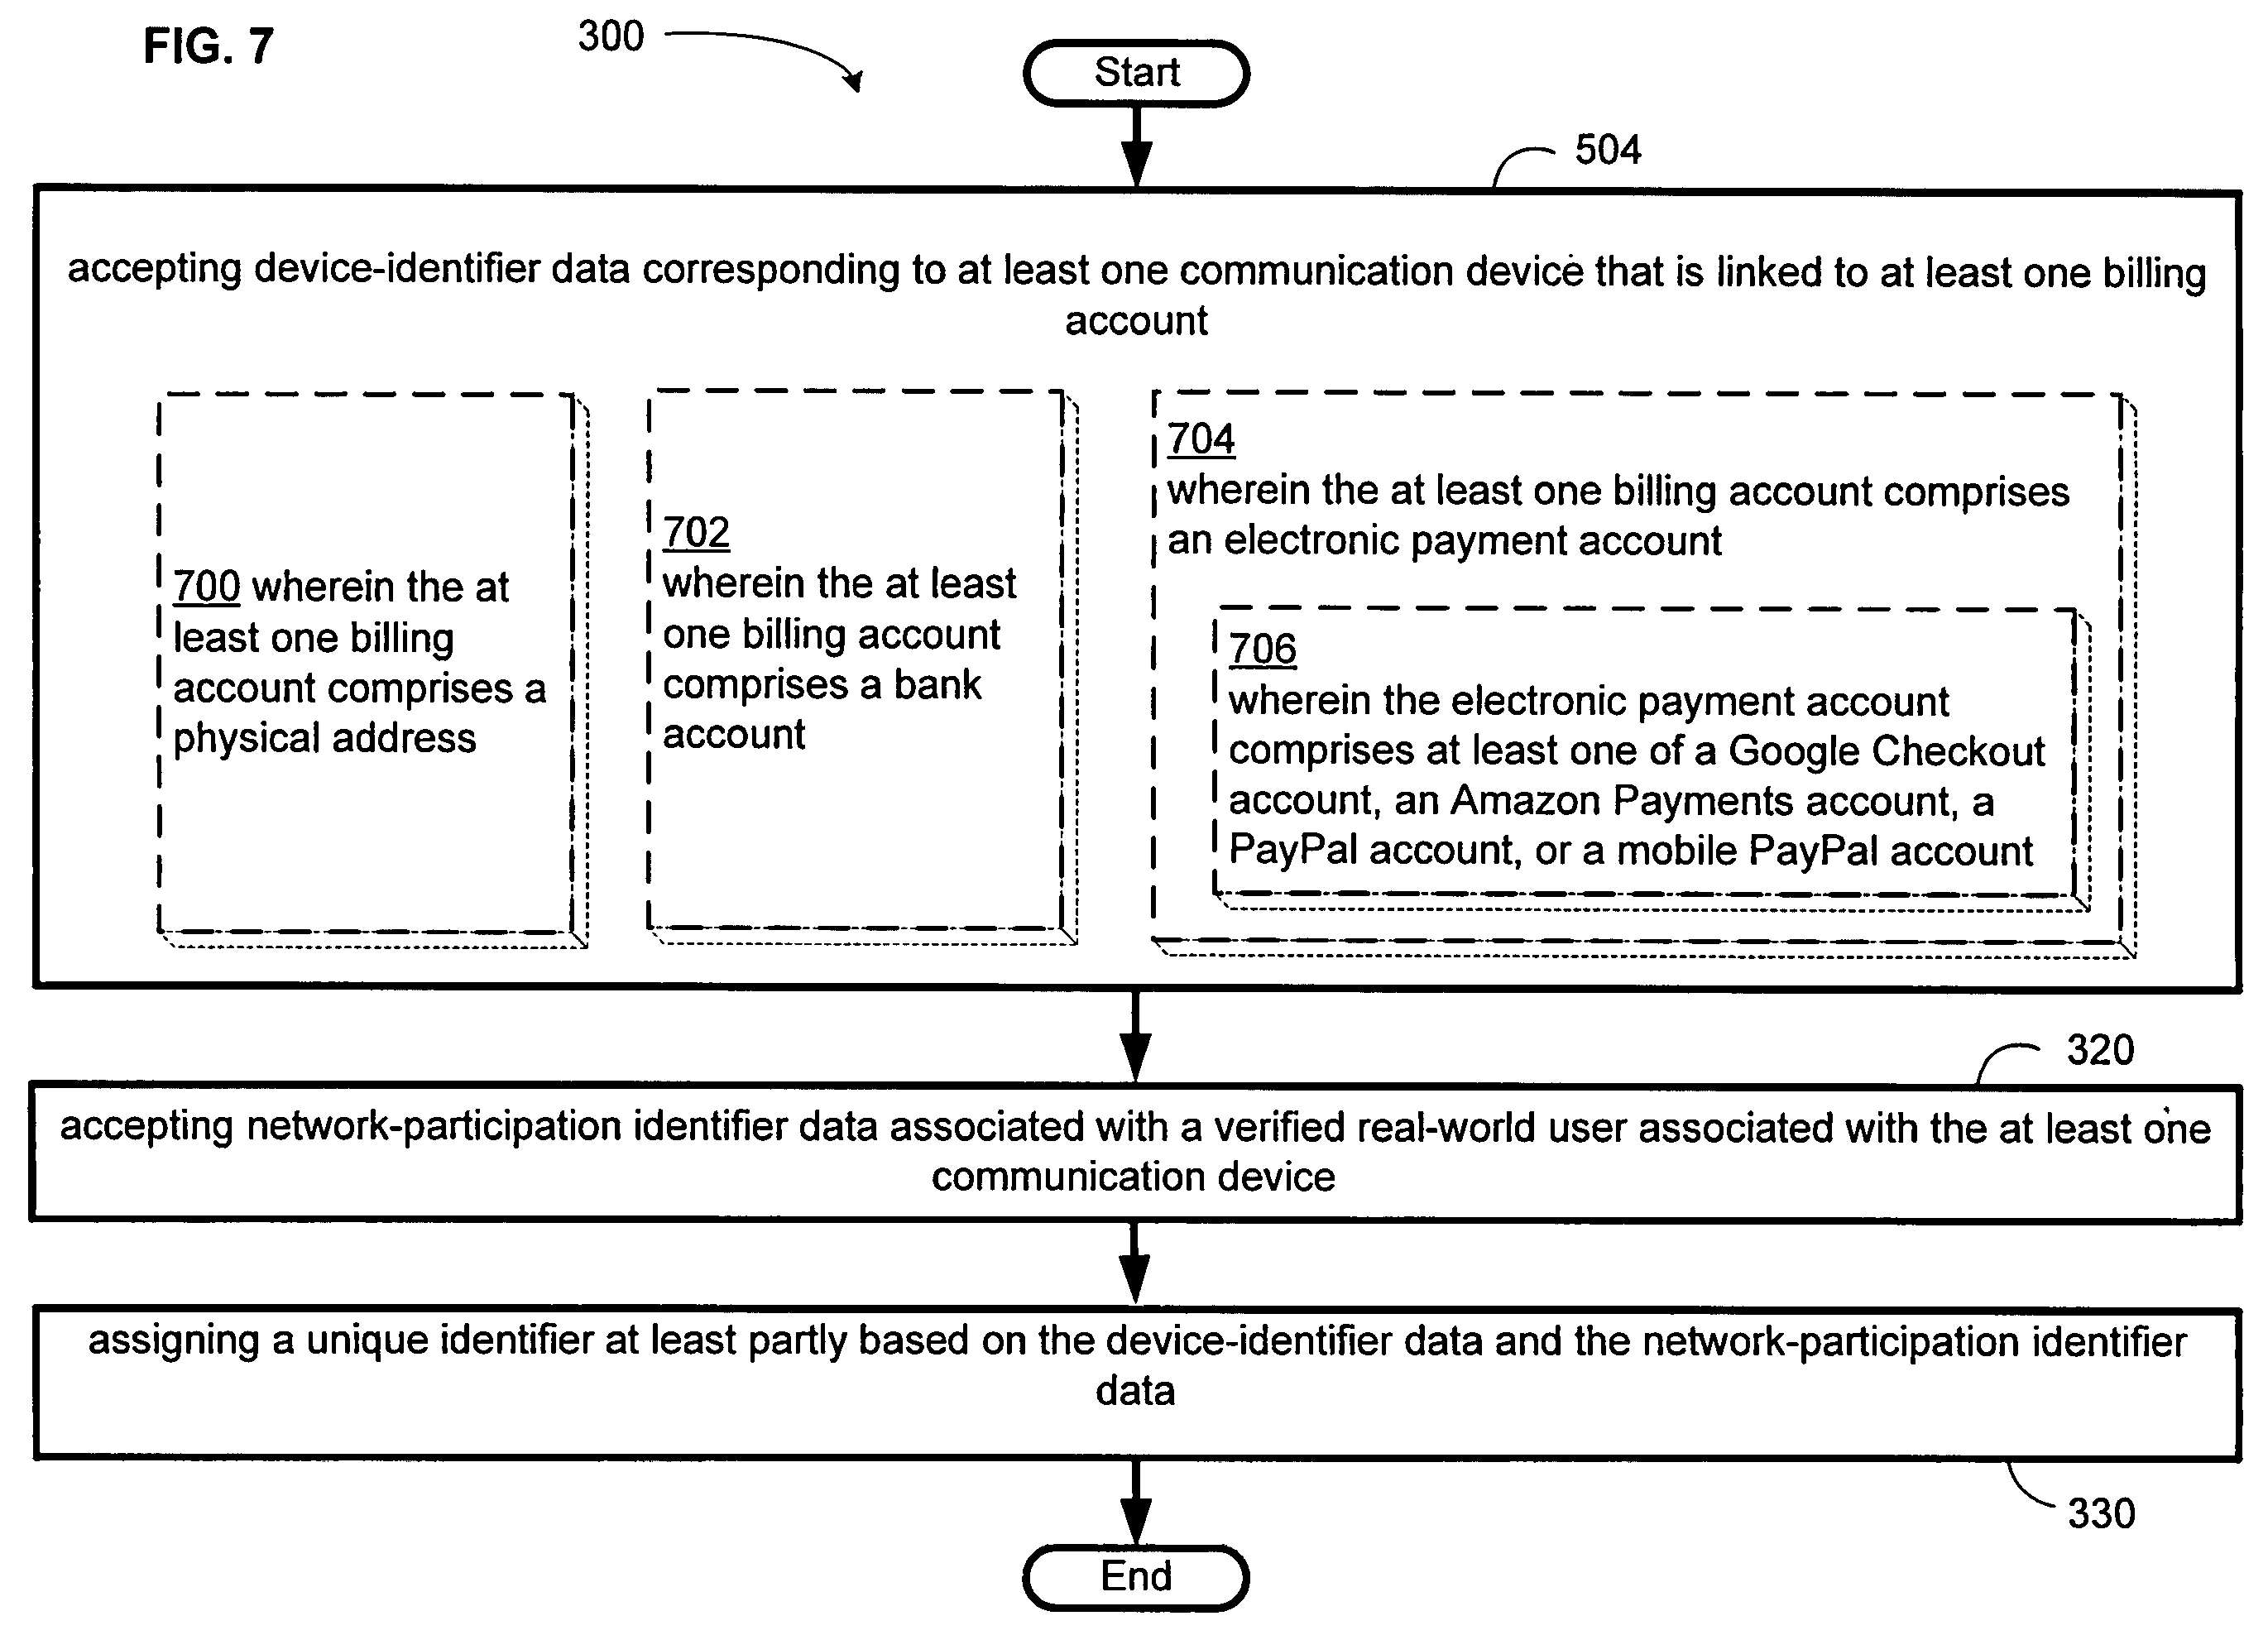 FIG. 7
300
Start
504
accepting device-identifier data corresponding to at least one communication device that is linked to at least one billing
account
700 wherein the at
least one billing
account comprises a
physical address
702
wherein the at least
one billing account
comprises a bank
account
704
wherein the at least one billing account comprises
an electronic payment account
706
wherein the electronic payment account
comprises at least one of a Google Checkout
account, an Amazon Payments account, a
PayPal account, or a mobile PayPal account
320
accepting network-participation identifier data associated with a verified real-world user associated with the at least one
communication device
assigning a unique identifier at least partly based on the device-identifier data and the network-participation identifier
data
330
End